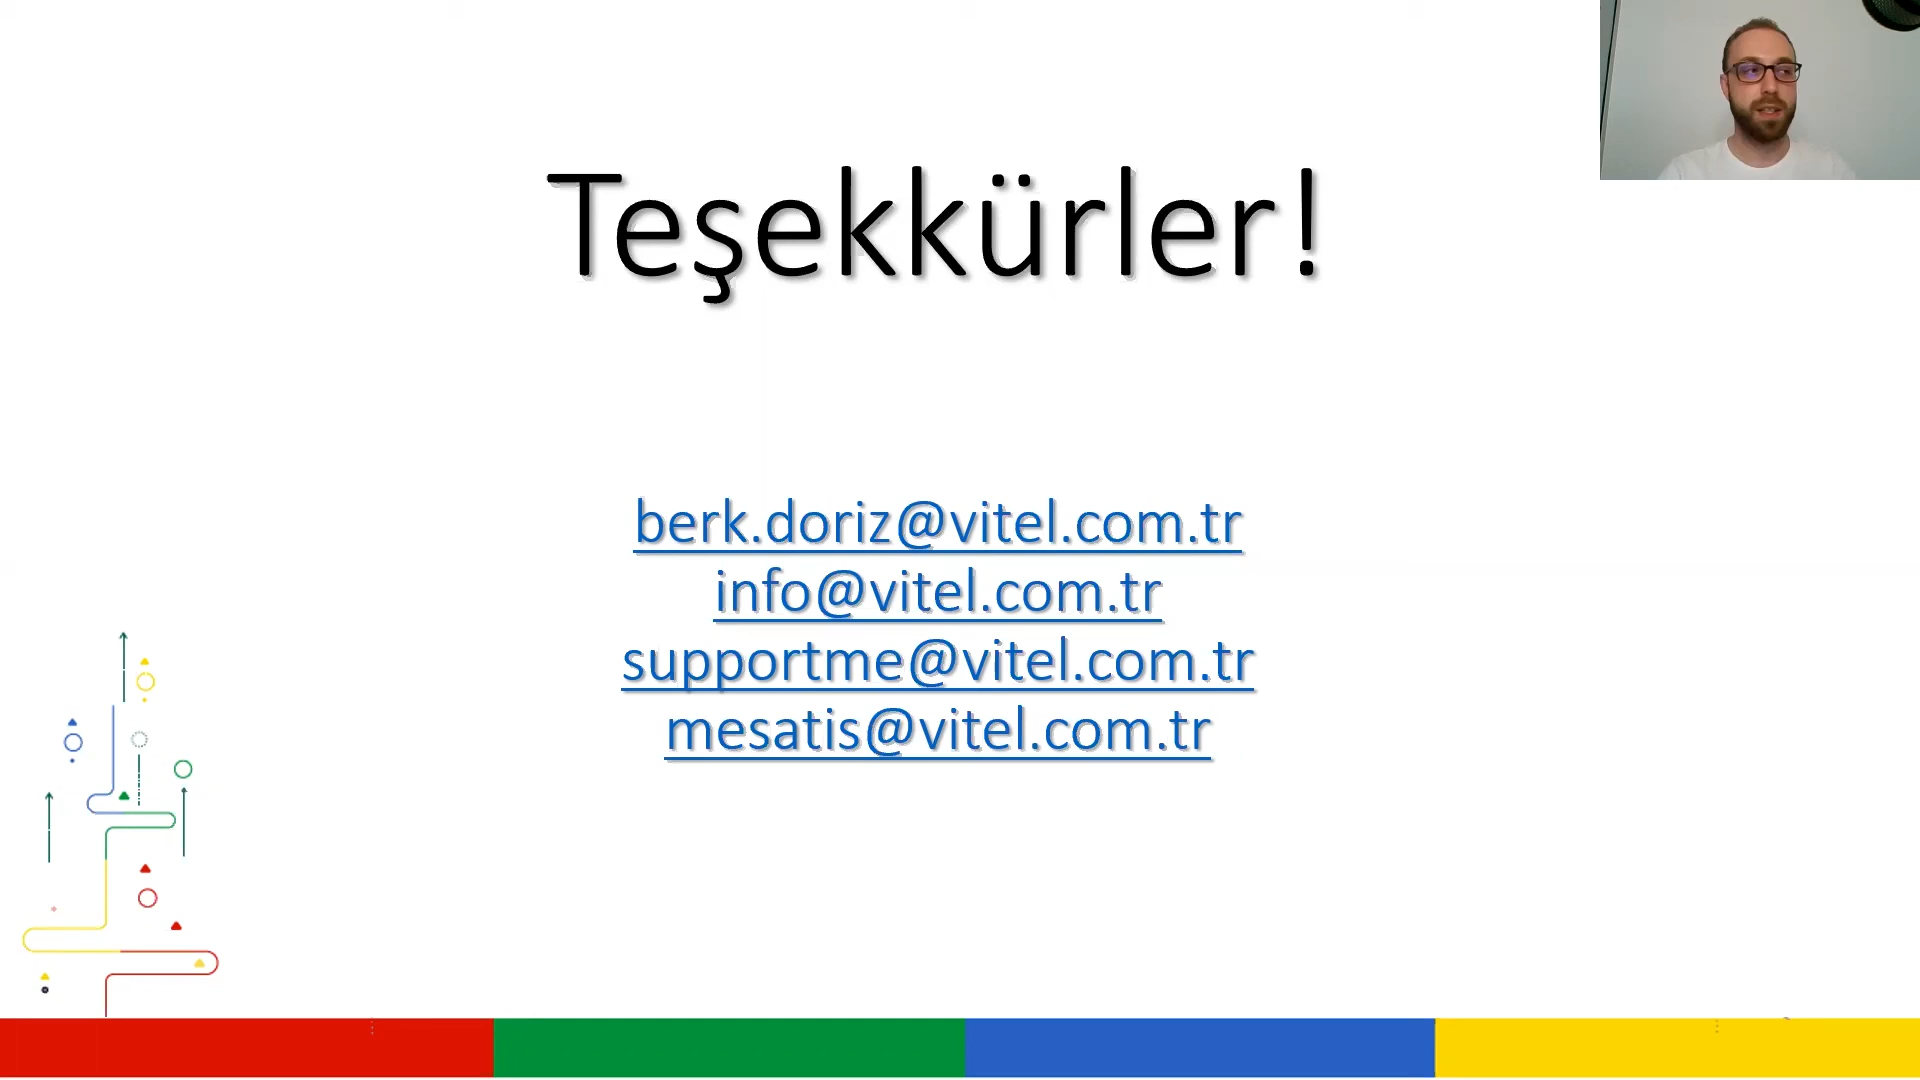 Teşekkürler!
berk.doriz@vitel.com.tr
info@vitel.com.tr
supportme@vitel.com.tr
mesatis@vitel.com.tr